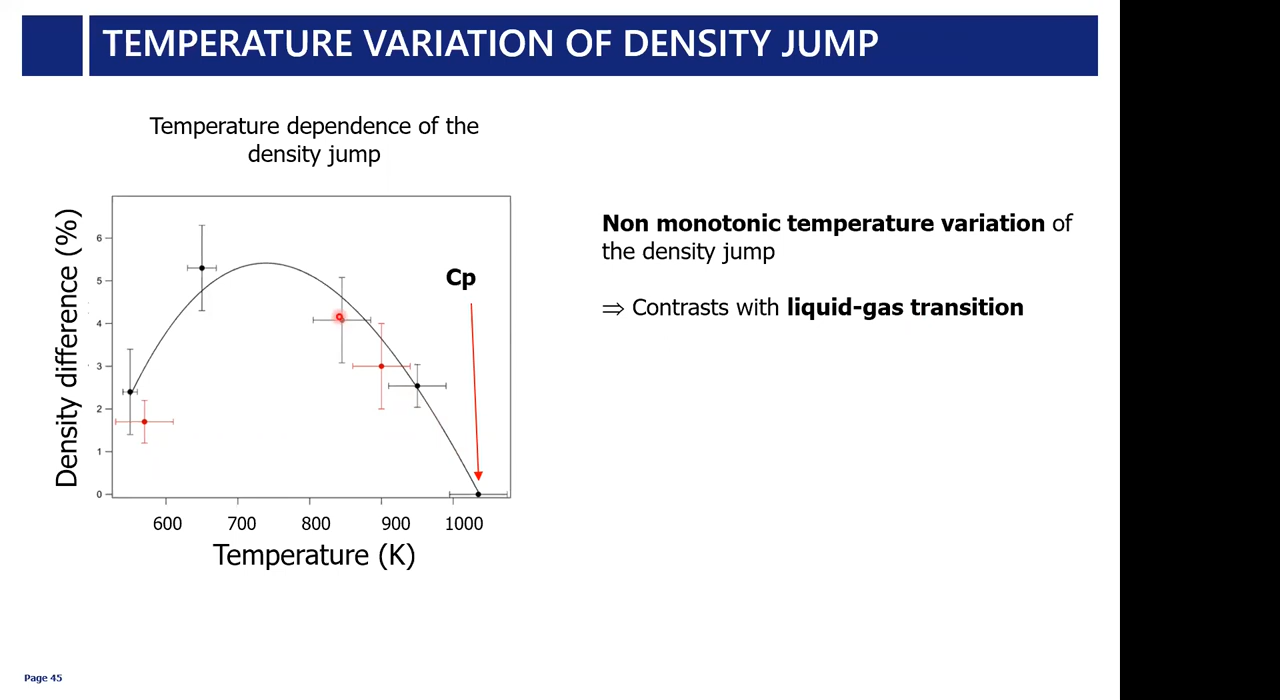 TEMPERATURE VARIATION OF DENSITY JUMP
Temperature dependence of the
density jump
Density difference (%)
6
5
4
3
2
1
0
Cp
600 700 800 900 1000
Temperature (K)
Non monotonic temperature variation of
the density jump
⇒ Contrasts with liquid-gas transition
Page 45